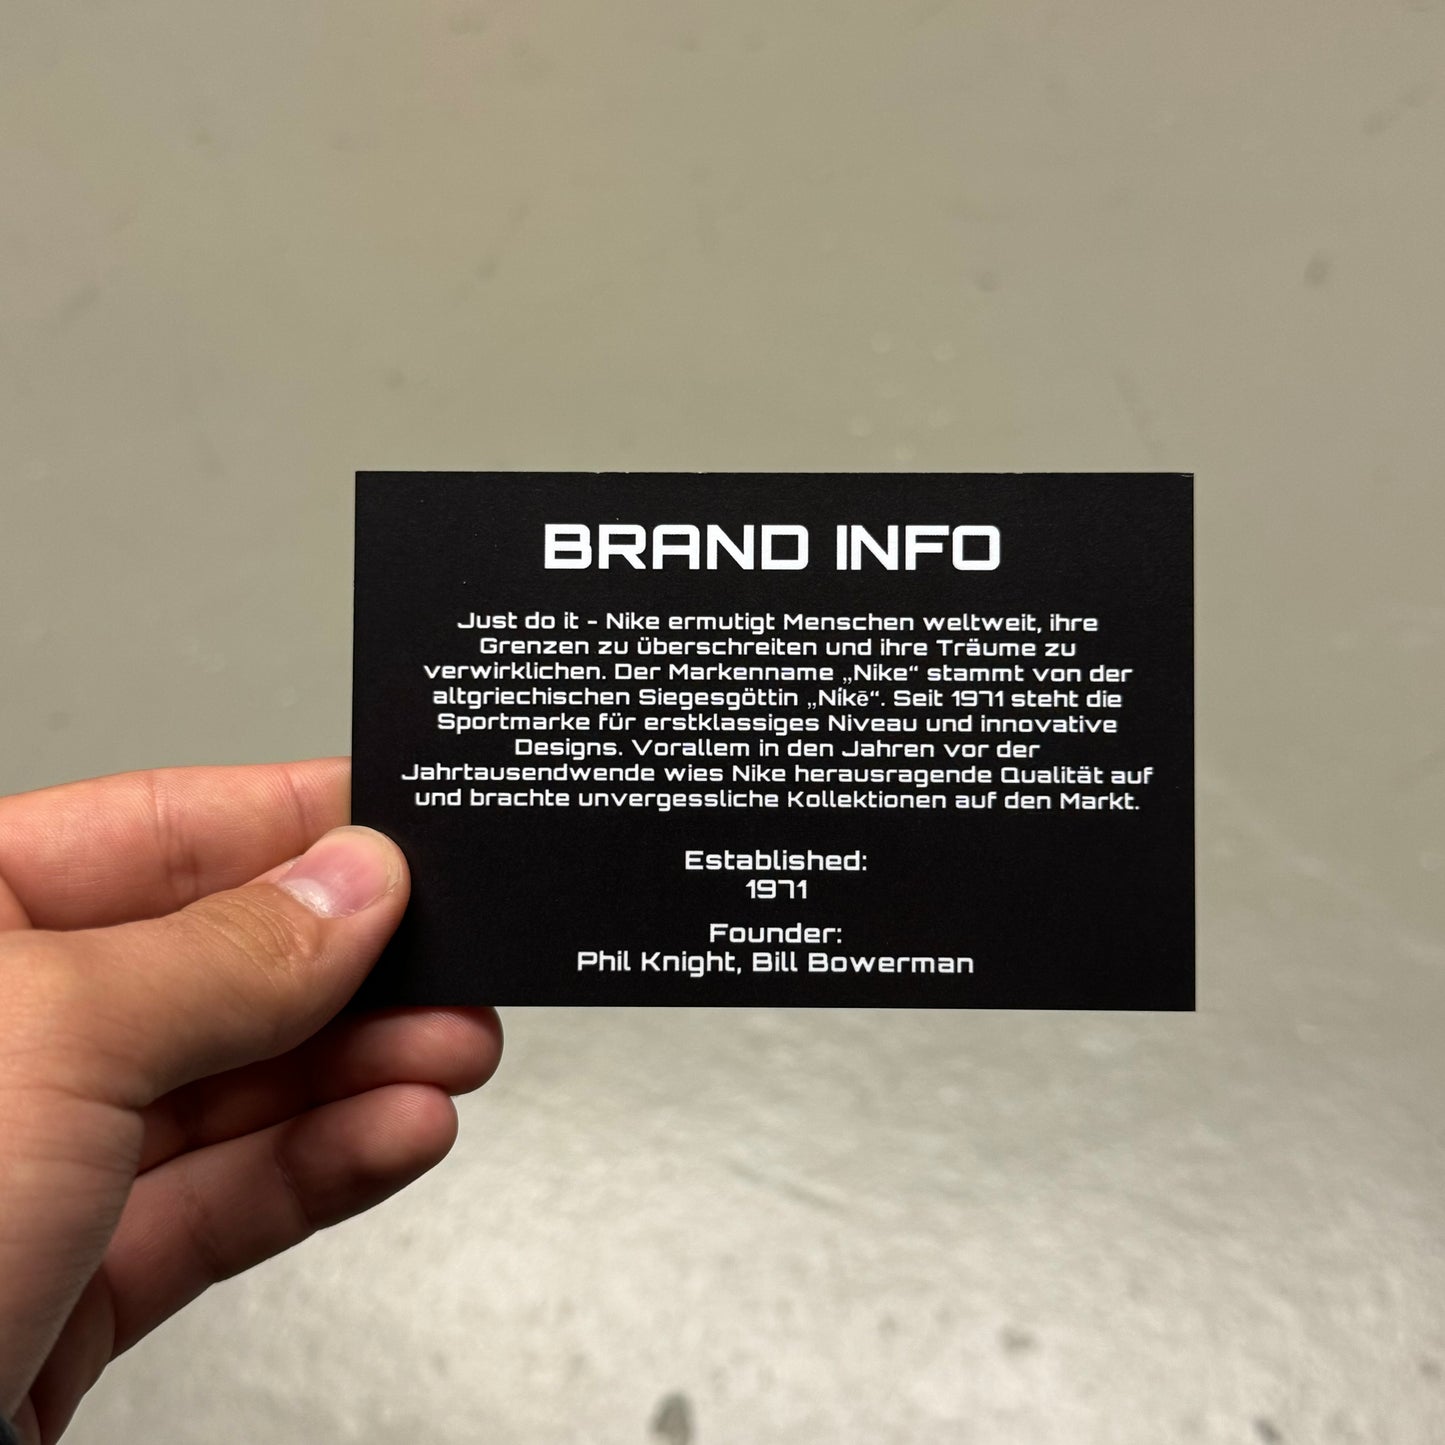 BRAND INFO
Just do it - Nike ermutigt Menschen weltweit, ihre
Grenzen zu überschreiten und ihre Träume zu
verwirklichen. Der Markenname „Nike“ stammt von der
altgriechischen Siegesgöttin „Níkē“. Seit 1971 steht die
Sportmarke für erstklassiges Niveau und innovative
Designs. Vorallem in den Jahren vor der
Jahrtausendwende wies Nike herausragende Qualität auf
und brachte unvergessliche Kollektionen auf den Markt.
Established:
1971
Founder:
Phil Knight, Bill Bowerman